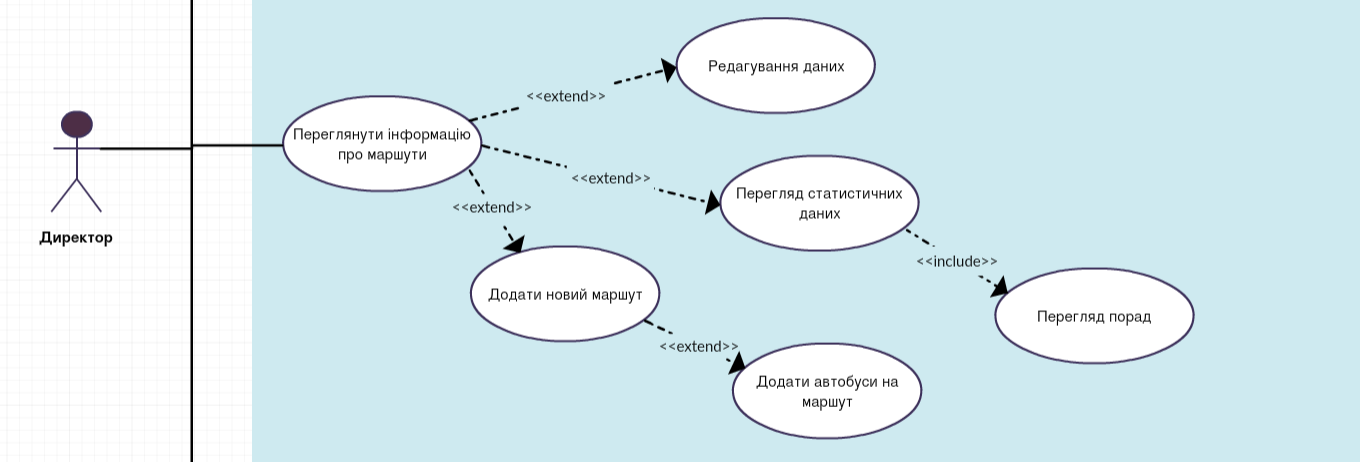 Редагування даних
<<extend>>
Переглянути інформацію
про маршути
<<extend>>
Перегляд статистичних
даних
<<extend>>
Директор
<<include>>
Додати новий маршут
Перегляд порад
<<extend>>
Додати автобуси на
маршут